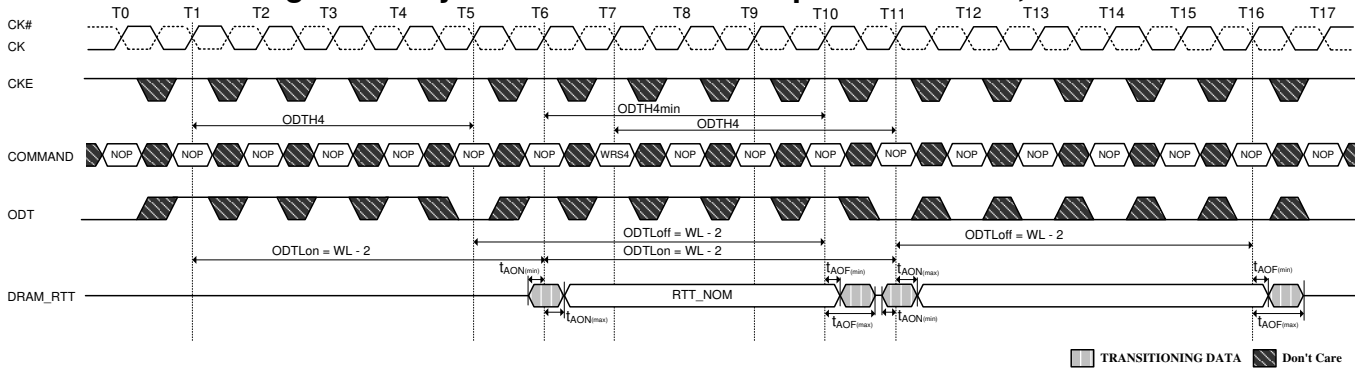 T0 T1 T2 T3 T4 T5 T6 T7 T8 T9 T10 T11 T12 T13 T14 T15 T16 T17
CK#
CK
CKE
ODTH4min
ODTH4
ODTH4
COMMAND NOP NOP NOP NOP NOP NOP NOP WRS4 NOP NOP NOP NOP NOP NOP NOP NOP NOP NOP
ODT
ODTLoff = WL - 2 ODTLoff = WL - 2
ODTLon = WL - 2 ODTLon = WL - 2
tAON(min) tAOF(min) tAON(max) tAOF(min)
DRAM_RTT RTT_NOM
tAON(max) tAOF(max) tAON(min) tAOF(max)
TRANSITIONING DATA Don't Care